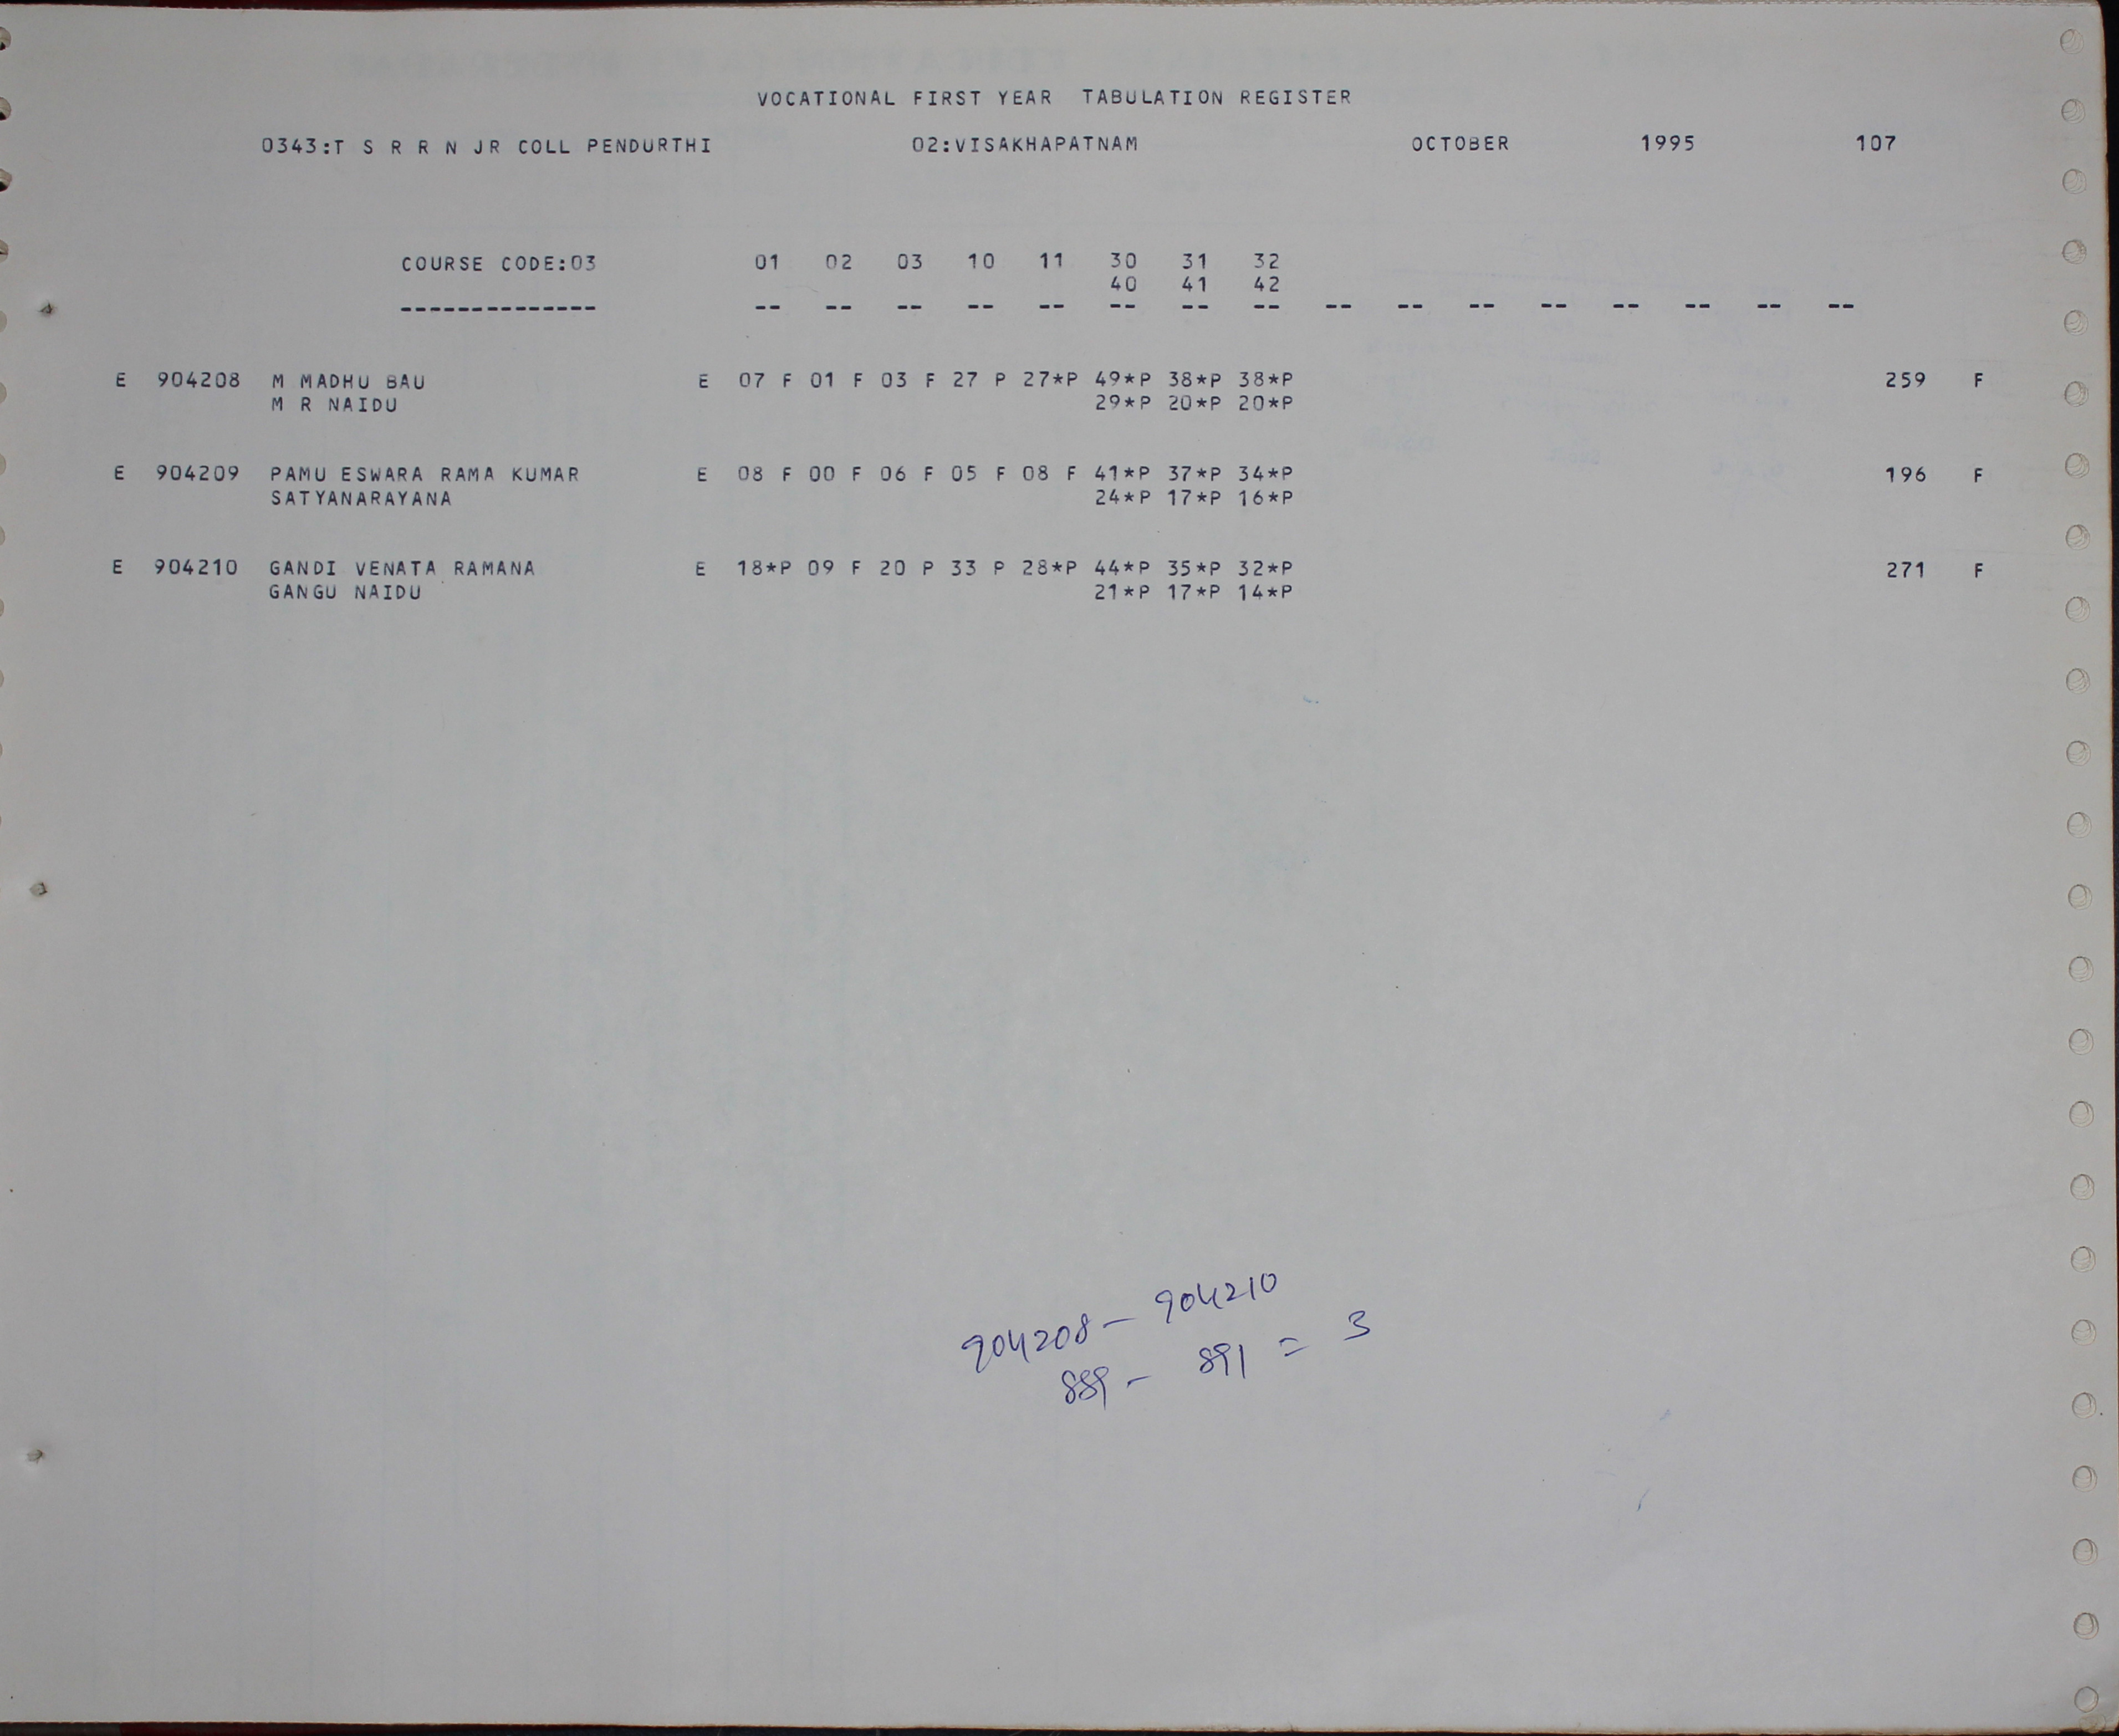 VOCATIONAL FIRST YEAR TABULATION REGISTER
0343:T S R R N JR COLL PENDURTHI 02:VISAKHAPATNAM OCTOBER 1995 107
COURSE CODE:03 01 02 03 10 11 30 31 32
40 41 42
-------------- -- -- -- -- -- -- -- -- -- -- -- -- -- -- -- --
E 904208 M MADHU BAU E 07 F 01 F 03 F 27 P 27*P 49*P 38*P 38*P 259 F
M R NAIDU 29*P 20*P 20*P
E 904209 PAMU ESWARA RAMA KUMAR E 08 F 00 F 06 F 05 F 08 F 41*P 37*P 34*P 196 F
SATYANARAYANA 24*P 17*P 16*P
E 904210 GANDI VENATA RAMANA E 18*P 09 F 20 P 33 P 28*P 44*P 35*P 32*P 271 F
GANGU NAIDU 21*P 17*P 14*P
904208 - 904210
889 - 891 = 3